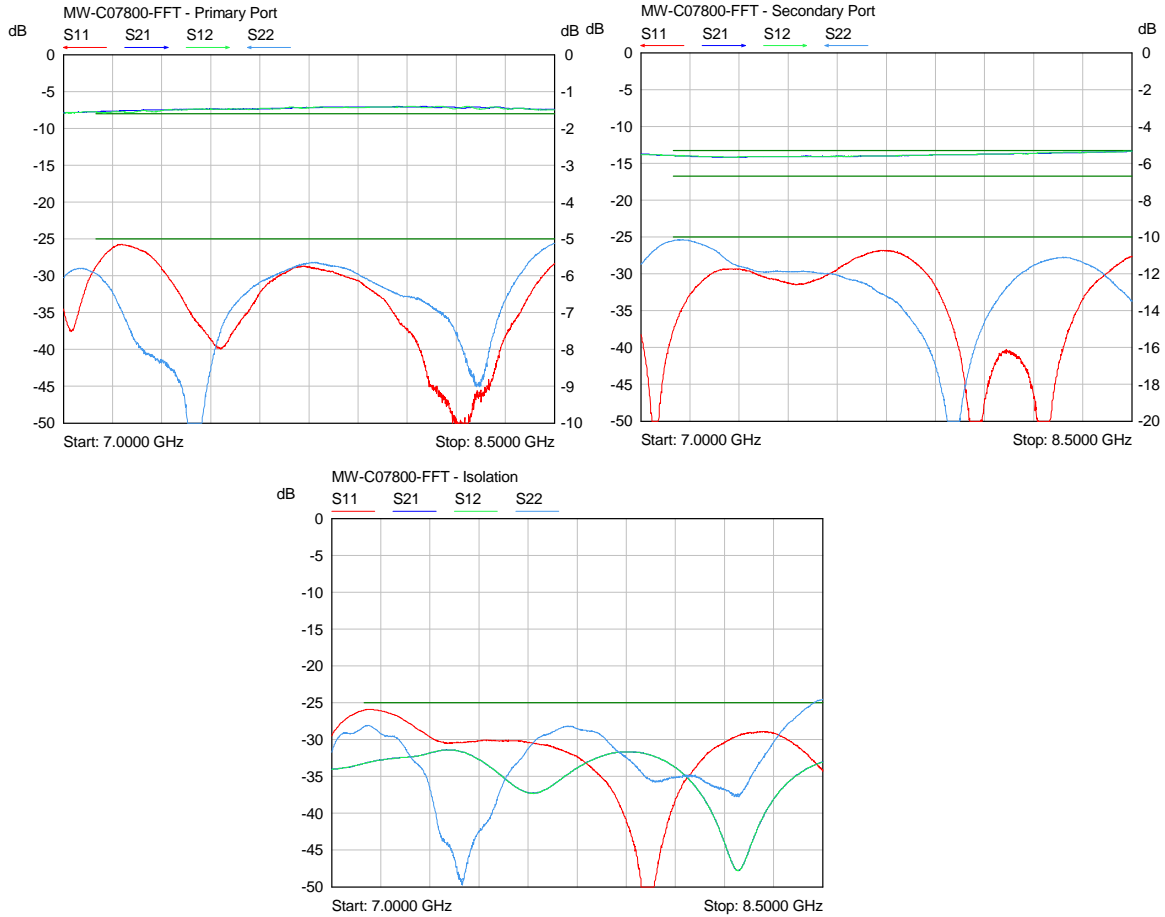 MW-C07800-FFT - Primary Port
dB
dB
S11 S21 S12 S22
0 0
-5 -1
-10 -2
-15 -3
-20 -4
-25 -5
-30 -6
-35 -7
-40 -8
-45 -9
-50 -10
Start: 7.0000 GHz Stop: 8.5000 GHz
MW-C07800-FFT - Secondary Port
dB
dB
S11 S21 S12 S22
0 0
-5 -2
-10 -4
-15 -6
-20 -8
-25 -10
-30 -12
-35 -14
-40 -16
-45 -18
-50 -20
Start: 7.0000 GHz Stop: 8.5000 GHz
MW-C07800-FFT - Isolation
dB
S11 S21 S12 S22
0
-5
-10
-15
-20
-25
-30
-35
-40
-45
-50
Start: 7.0000 GHz Stop: 8.5000 GHz